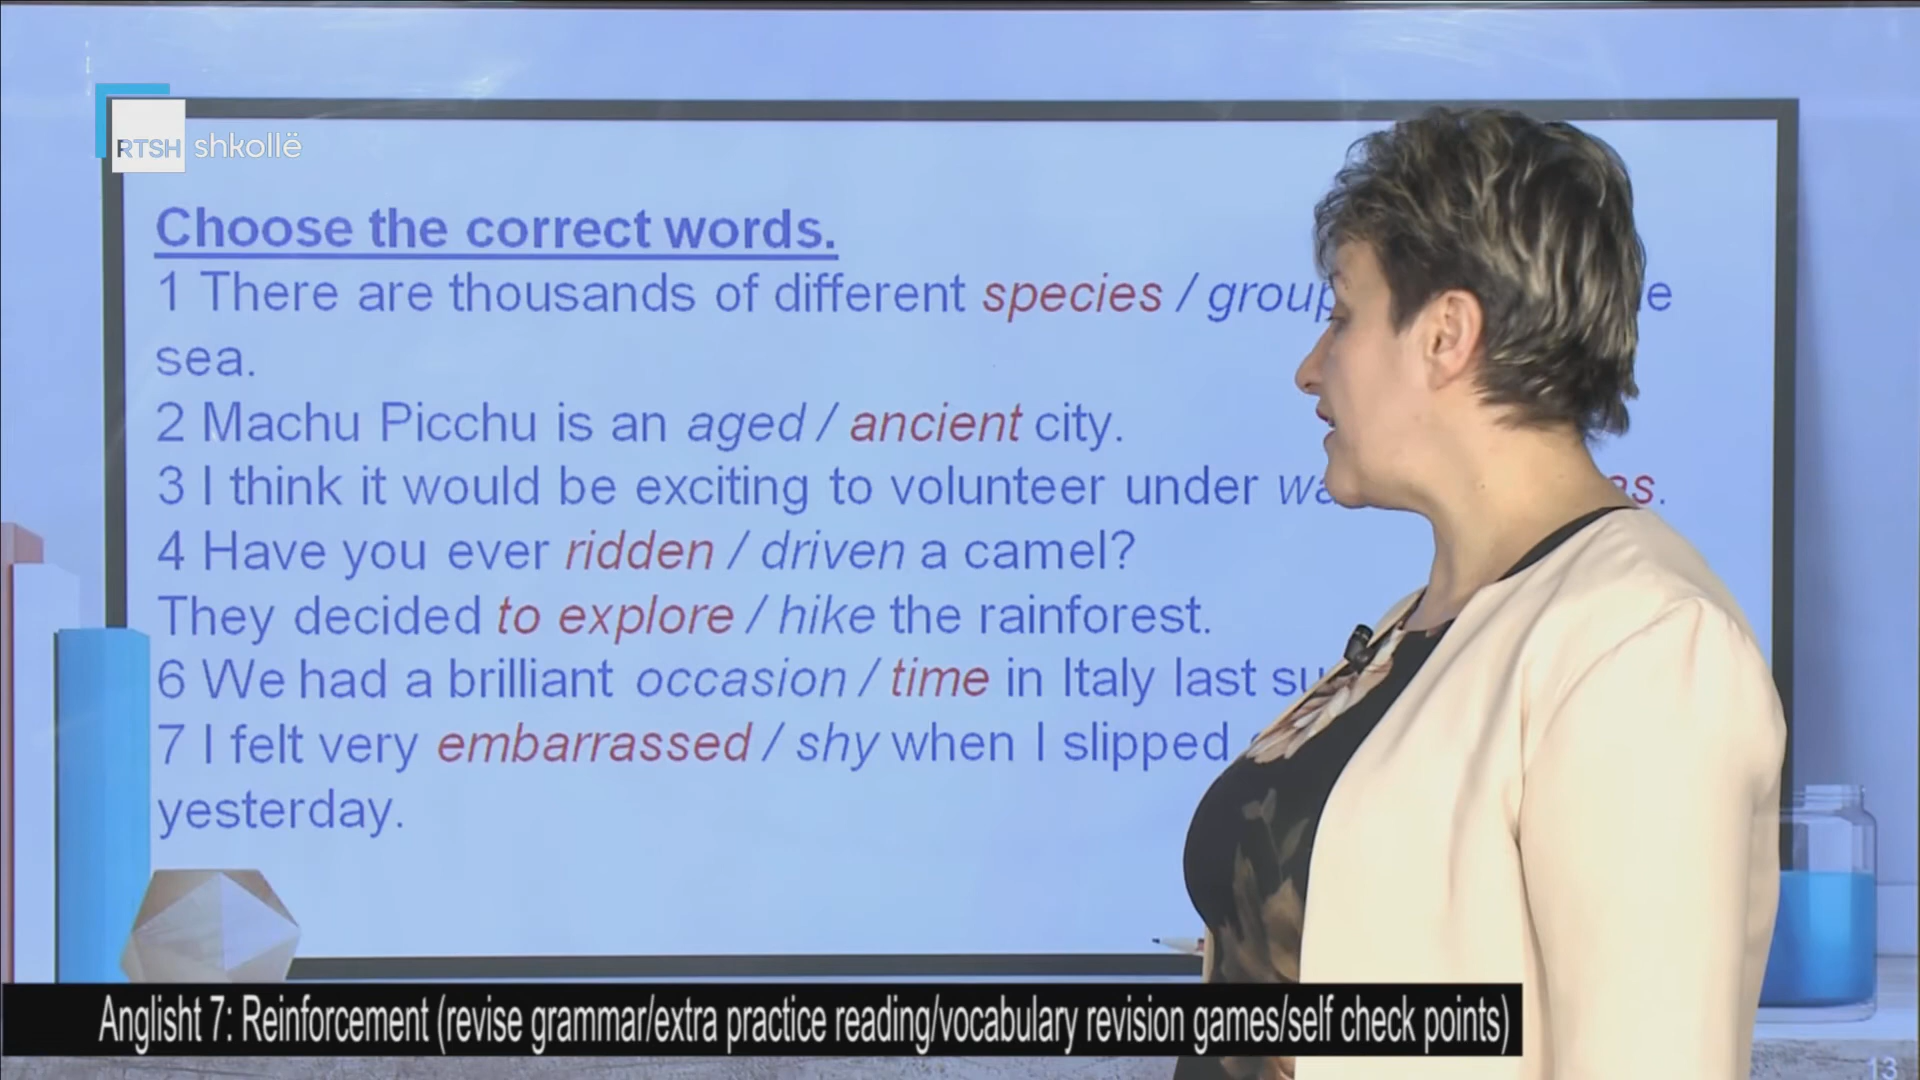 RTSH shkollë
Choose the correct words.
1 There are thousands of different species /
sea.
2 Machu Picchu is an aged / ancient city.
3 I think it would be exciting to volunteer under
4 Have you ever ridden / driven a camel?
They decided to explore / hike the rainforest.
6 We had a brilliant occasion / time in Italy last
7 I felt very embarrassed / shy when I slipped
yesterday.
Anglisht 7: Reinforcement (revise grammar/extra practice reading/vocabulary revision games/self check points)
13